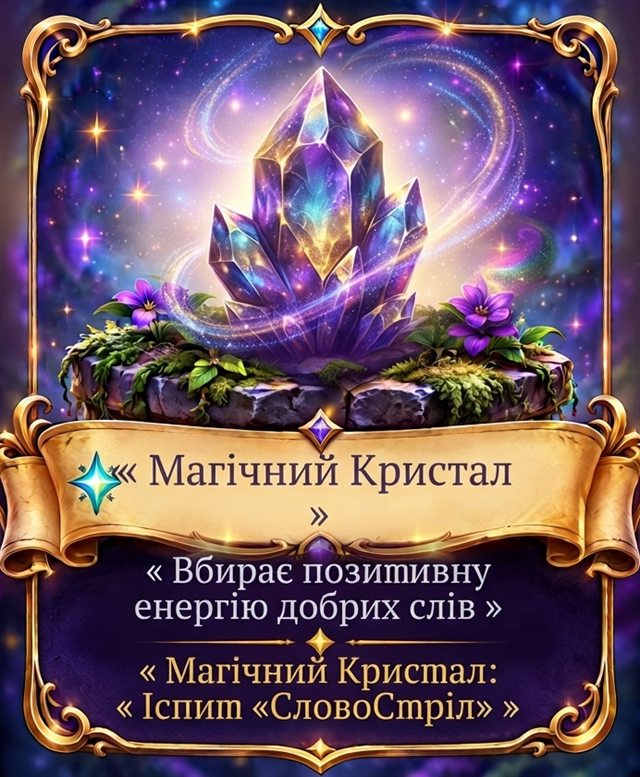 « Магічний Кристал
»
« Вбирає позитивну
енергію добрих слів »
« Магічний Кристал:
« Іспит «СловоСтріл» »